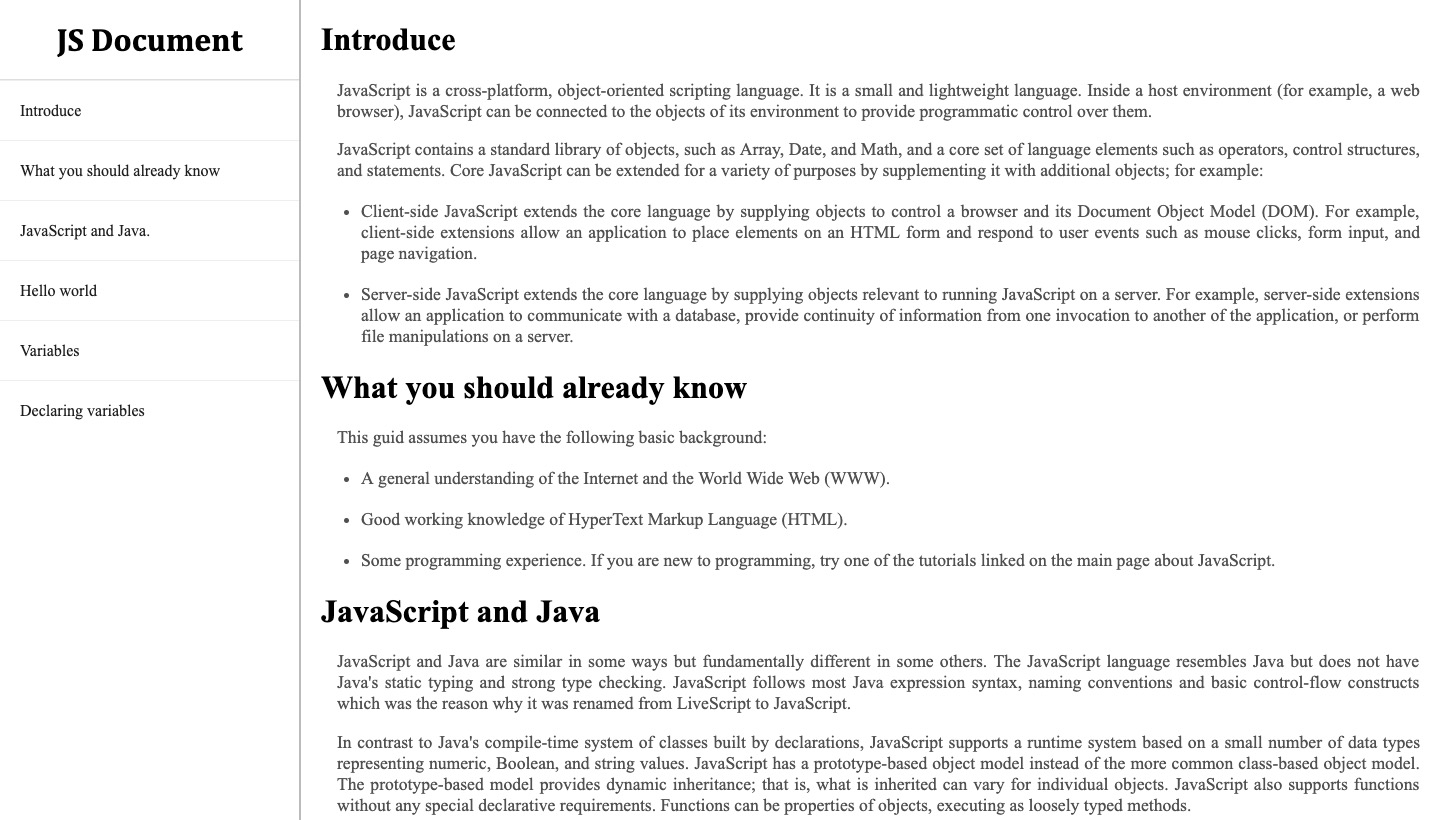 JS Document
Introduce
What you should already know
JavaScript and Java.
Hello world
Variables
Declaring variables
Introduce
JavaScript is a cross-platform, object-oriented scripting language. It is a small and lightweight language. Inside a host environment (for example, a web
browser), JavaScript can be connected to the objects of its environment to provide programmatic control over them.
JavaScript contains a standard library of objects, such as Array, Date, and Math, and a core set of language elements such as operators, control structures,
and statements. Core JavaScript can be extended for a variety of purposes by supplementing it with additional objects; for example:
• Client-side JavaScript extends the core language by supplying objects to control a browser and its Document Object Model (DOM). For example,
client-side extensions allow an application to place elements on an HTML form and respond to user events such as mouse clicks, form input, and
page navigation.
• Server-side JavaScript extends the core language by supplying objects relevant to running JavaScript on a server. For example, server-side extensions
allow an application to communicate with a database, provide continuity of information from one invocation to another of the application, or perform
file manipulations on a server.
What you should already know
This guid assumes you have the following basic background:
• A general understanding of the Internet and the World Wide Web (WWW).
• Good working knowledge of HyperText Markup Language (HTML).
• Some programming experience. If you are new to programming, try one of the tutorials linked on the main page about JavaScript.
JavaScript and Java
JavaScript and Java are similar in some ways but fundamentally different in some others. The JavaScript language resembles Java but does not have
Java's static typing and strong type checking. JavaScript follows most Java expression syntax, naming conventions and basic control-flow constructs
which was the reason why it was renamed from LiveScript to JavaScript.
In contrast to Java's compile-time system of classes built by declarations, JavaScript supports a runtime system based on a small number of data types
representing numeric, Boolean, and string values. JavaScript has a prototype-based object model instead of the more common class-based object model.
The prototype-based model provides dynamic inheritance; that is, what is inherited can vary for individual objects. JavaScript also supports functions
without any special declarative requirements. Functions can be properties of objects, executing as loosely typed methods.